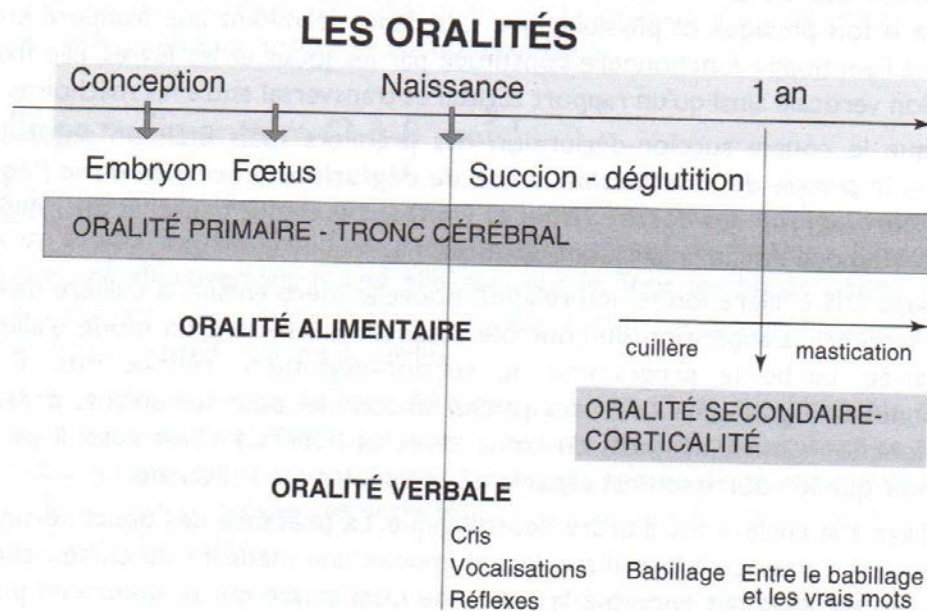 LES ORALITÉS
Conception Naissance 1 an
Embryon Fœtus Succion - déglutition
ORALITÉ PRIMAIRE - TRONC CÉRÉBRAL
ORALITÉ ALIMENTAIRE
cuillère mastication
ORALITÉ SECONDAIRE-
CORTICALITÉ
ORALITÉ VERBALE
Cris
Vocalisations Babillage Entre le babillage
Réflexes et les vrais mots